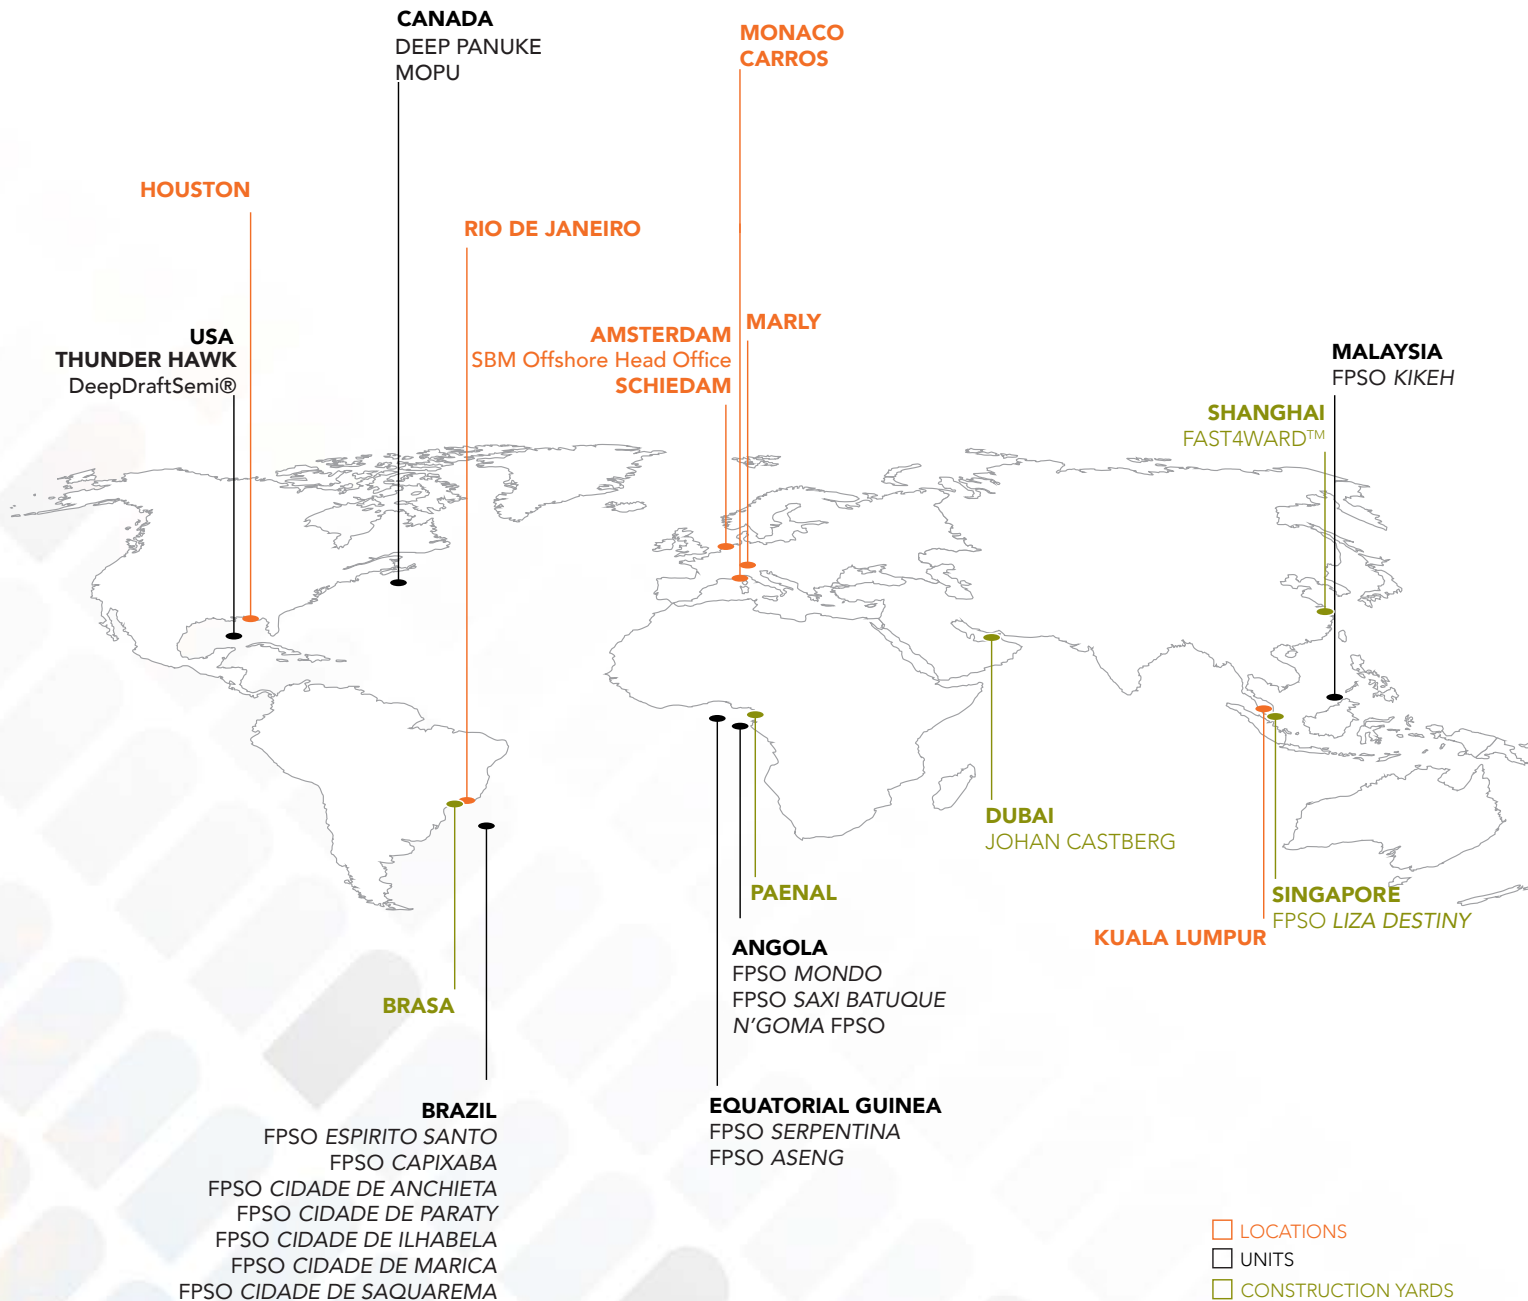 CANADA
DEEP PANUKE
MOPU
MONACO
CARROS
HOUSTON
RIO DE JANEIRO
USA
THUNDER HAWK
DeepDraftSemi®
AMSTERDAM
SBM Offshore Head Office
SCHIEDAM
MARLY
MALAYSIA
FPSO KIKEH
SHANGHAI
FAST4WARD™
DUBAI
JOHAN CASTBERG
PAENAL
SINGAPORE
FPSO LIZA DESTINY
KUALA LUMPUR
ANGOLA
FPSO MONDO
FPSO SAXI BATUQUE
N'GOMA FPSO
BRASA
BRAZIL
FPSO ESPIRITO SANTO
FPSO CAPIXABA
FPSO CIDADE DE ANCHIETA
FPSO CIDADE DE PARATY
FPSO CIDADE DE ILHABELA
FPSO CIDADE DE MARICA
FPSO CIDADE DE SAQUAREMA
EQUATORIAL GUINEA
FPSO SERPENTINA
FPSO ASENG
LOCATIONS
UNITS
CONSTRUCTION YARDS